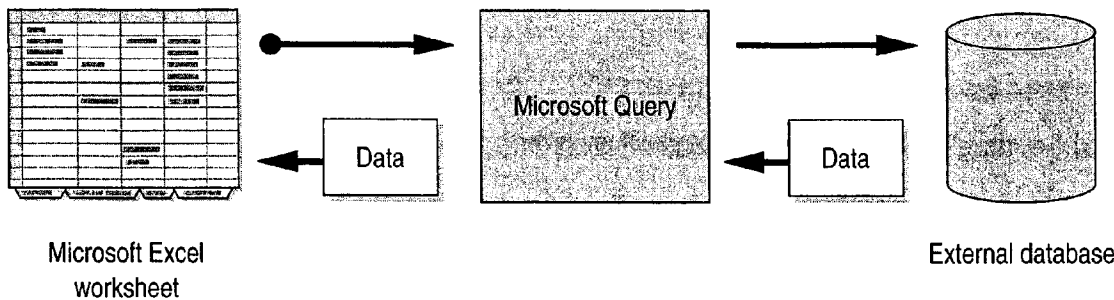 Microsoft Query
Data
Data
Microsoft Excel
worksheet
External database